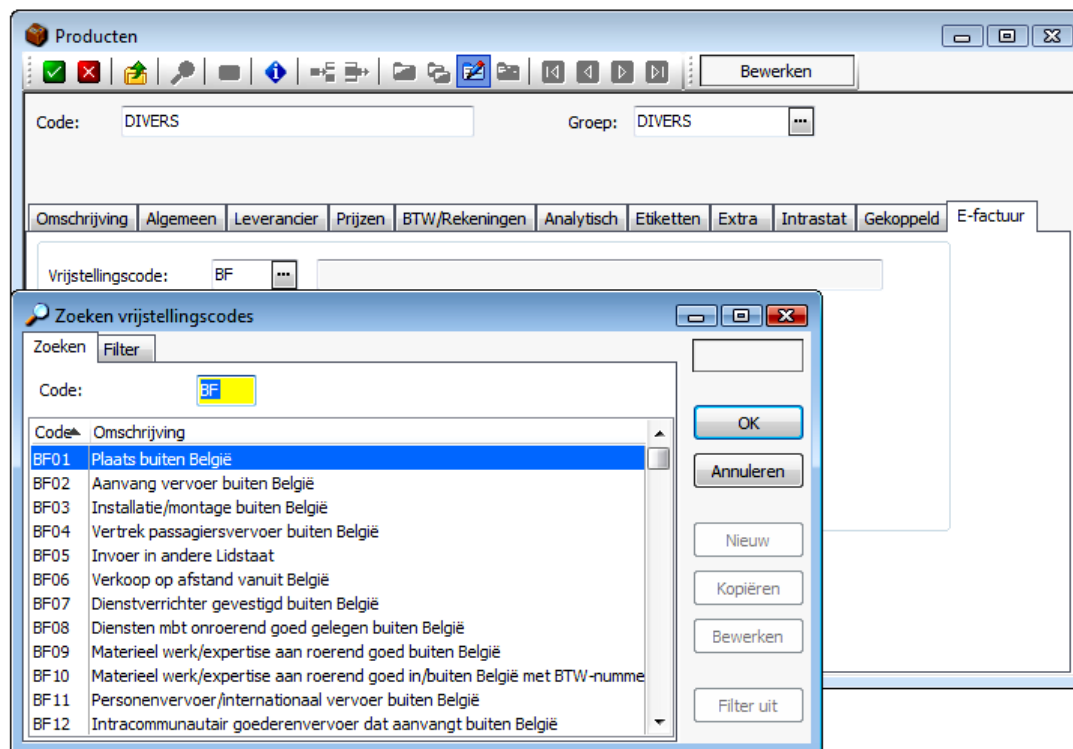 Producten
Bewerken
Code: DIVERS Groep: DIVERS ...
Omschrijving Algemeen Leverancier Prijzen BTW/Rekeningen Analytisch Etiketten Extra Intrastat Gekoppeld E-factuur
Vrijstellingscode: BF ...
Zoeken vrijstellingscodes
Zoeken Filter
Code: BF
Code Omschrijving
BF01 Plaats buiten België
BF02 Aanvang vervoer buiten België
BF03 Installatie/montage buiten België
BF04 Vertrek passagiersvervoer buiten België
BF05 Invoer in andere Lidstaat
BF06 Verkoop op afstand vanuit België
BF07 Dienstverrichter gevestigd buiten België
BF08 Diensten mbt onroerend goed gelegen buiten België
BF09 Materieel werk/expertise aan roerend goed buiten België
BF10 Materieel werk/expertise aan roerend goed in/buiten België met BTW-numme
BF11 Personenvervoer/internationaal vervoer buiten België
BF12 Intracommunautair goederenvervoer dat aanvangt buiten België
OK
Annuleren
Nieuw
Kopiëren
Bewerken
Filter uit